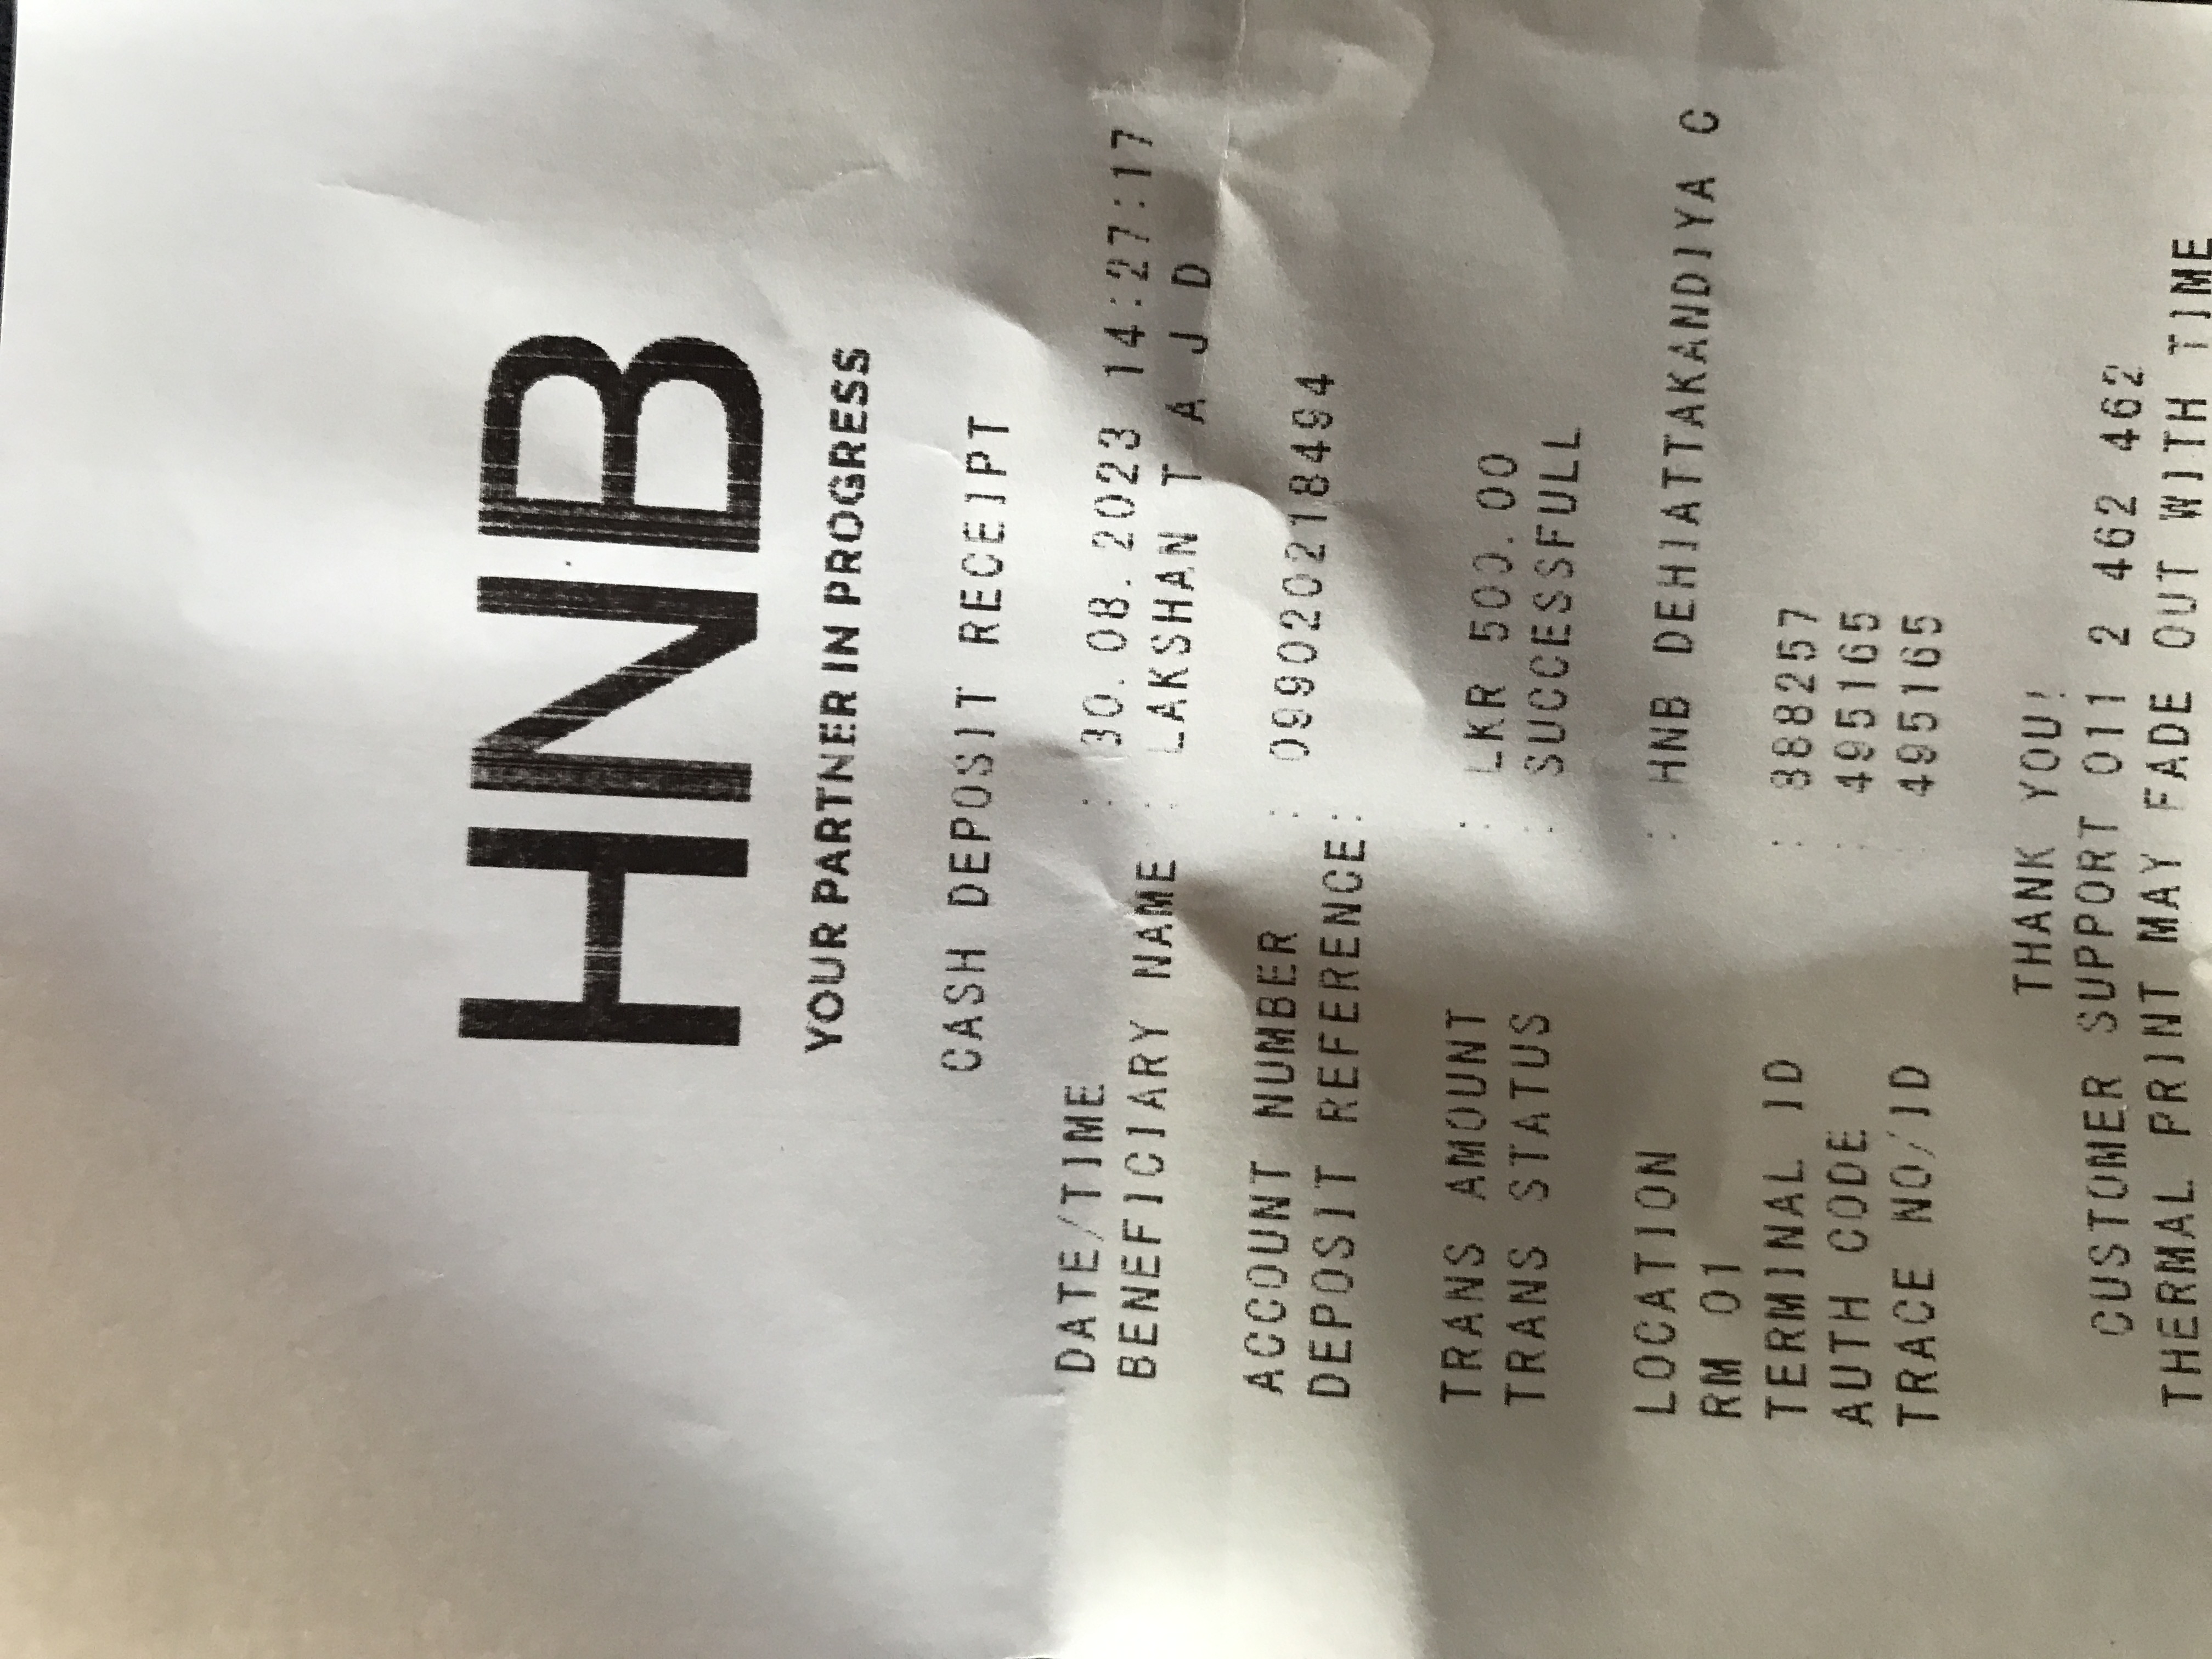 HNB
YOUR PARTNER IN PROGRESS
CASH DEPOSIT RECEIPT
DATE/TIME : 30.08.2023 14:27:17
BENEFICIARY NAME : LAKSHAN T A J D
ACCOUNT NUMBER : 099020218494
DEPOSIT REFERENCE:
TRANS AMOUNT : LKR 500.00
TRANS STATUS : SUCCESSFULL
LOCATION : HNB DEHIATTAKANDIYA C
RM 01
TERMINAL ID : 388257
AUTH CODE : 495165
TRACE NO/ID : 495165
THANK YOU!
CUSTOMER SUPPORT 011 2 462 462
THERMAL PRINT MAY FADE OUT WITH TIME